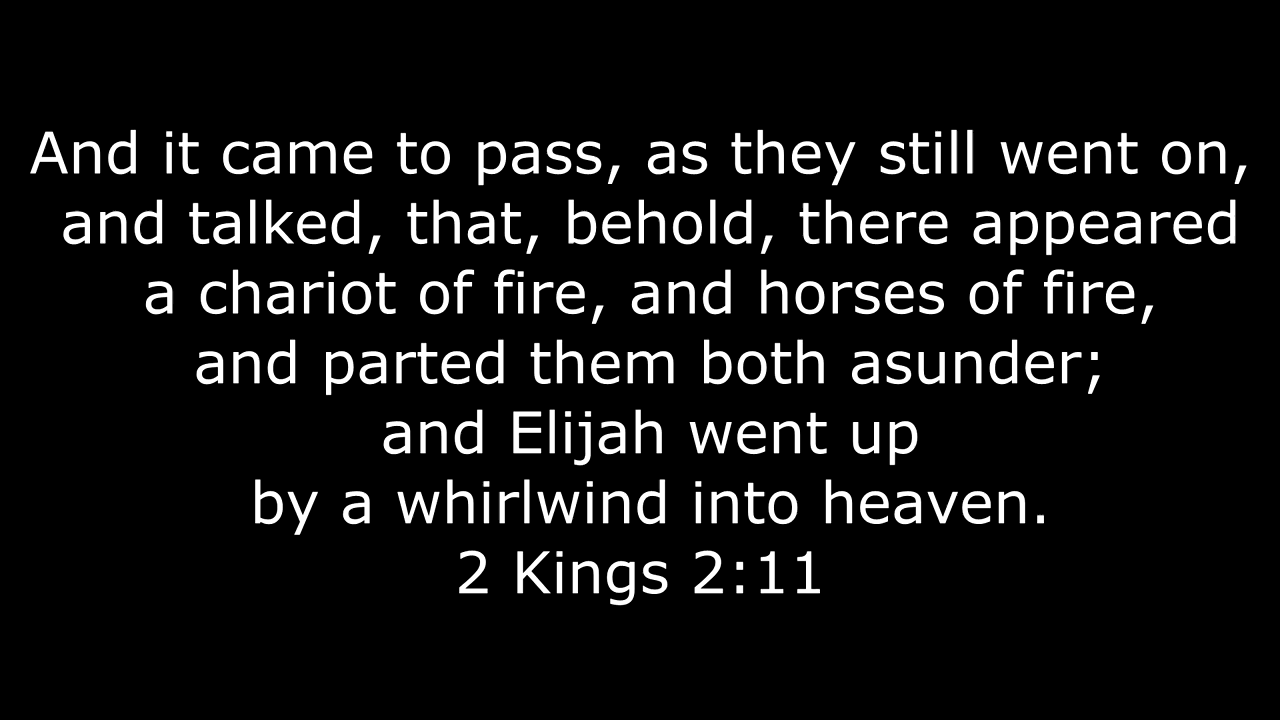 And it came to pass, as they still went on,
and talked, that, behold, there appeared
a chariot of fire, and horses of fire,
and parted them both asunder;
and Elijah went up
by a whirlwind into heaven.
2 Kings 2:11